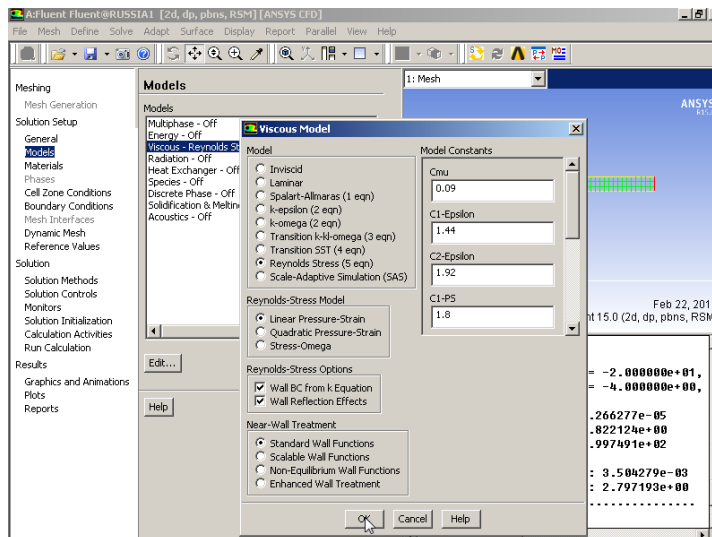 A:Fluent Fluent@RUSSIA1 [2d, dp, pbns, RSM] [ANSYS CFD]
File Mesh Define Solve Adapt Surface Display Report Parallel View Help
Meshing
Mesh Generation
Solution Setup
General
Models
Materials
Phases
Cell Zone Conditions
Boundary Conditions
Mesh Interfaces
Dynamic Mesh
Reference Values
Solution
Solution Methods
Solution Controls
Monitors
Solution Initialization
Calculation Activities
Run Calculation
Results
Graphics and Animations
Plots
Reports
Models
Models
Multiphase - Off
Energy - Off
Viscous - Reynolds St
Radiation - Off
Heat Exchanger - Off
Species - Off
Discrete Phase - Off
Solidification & Melting
Acoustics - Off
Edit...
Help
1: Mesh
ANSYS
R15.
Viscous Model
Model
Inviscid
Laminar
Spalart-Allmaras (1 eqn)
k-epsilon (2 eqn)
k-omega (2 eqn)
Transition k-kl-omega (3 eqn)
Transition SST (4 eqn)
Reynolds Stress (5 eqn)
Scale-Adaptive Simulation (SAS)
Reynolds-Stress Model
Linear Pressure-Strain
Quadratic Pressure-Strain
Stress-Omega
Reynolds-Stress Options
Wall BC from k Equation
Wall Reflection Effects
Near-Wall Treatment
Standard Wall Functions
Scalable Wall Functions
Non-Equilibrium Wall Functions
Enhanced Wall Treatment
Model Constants
Cmu
0.09
C1-Epsilon
1.44
C2-Epsilon
1.92
C1-PS
1.8
OK Cancel Help
Feb 22, 201
nt 15.0 (2d, dp, pbns, RSM
= -2.000000e+01,
= -4.000000e+00,
.266277e-05
.822124e+00
.997491e+02
: 3.504279e-03
: 2.797193e+00
---------------